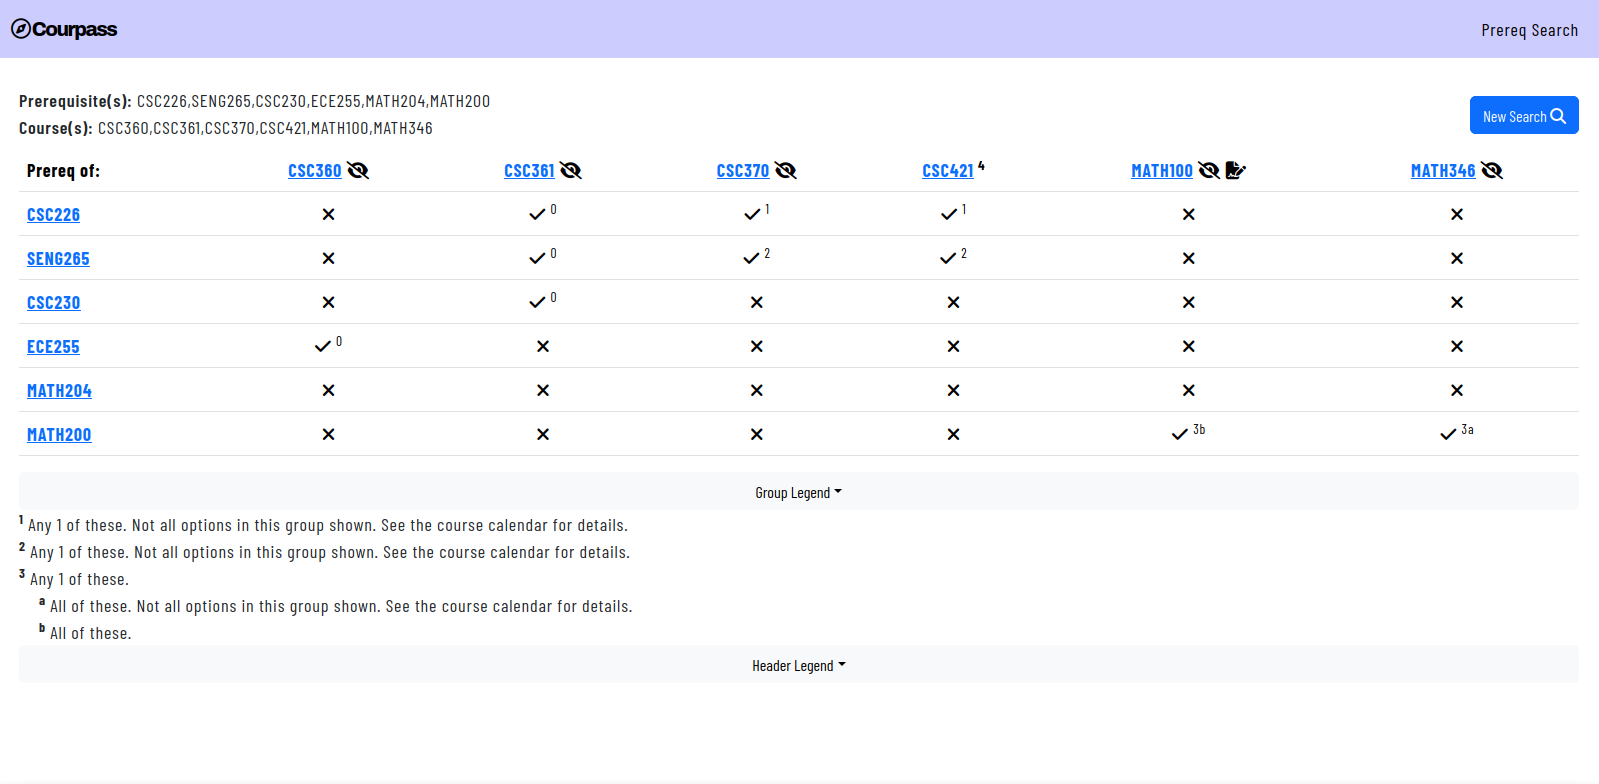 Courpass
Prereq Search
Prerequisite(s): CSC226,SENG265,CSC230,ECE255,MATH204,MATH200
Course(s): CSC360,CSC361,CSC370,CSC421,MATH100,MATH346
New Search
Prereq of: CSC360 CSC361 CSC370 CSC421 4 MATH100 MATH346
CSC226 0 1 1
SENG265 0 2 2
CSC230 0
ECE255 0
MATH204
MATH200 3b 3a
Group Legend
1 Any 1 of these. Not all options in this group shown. See the course calendar for details.
2 Any 1 of these. Not all options in this group shown. See the course calendar for details.
3 Any 1 of these.
a All of these. Not all options in this group shown. See the course calendar for details.
b All of these.
Header Legend